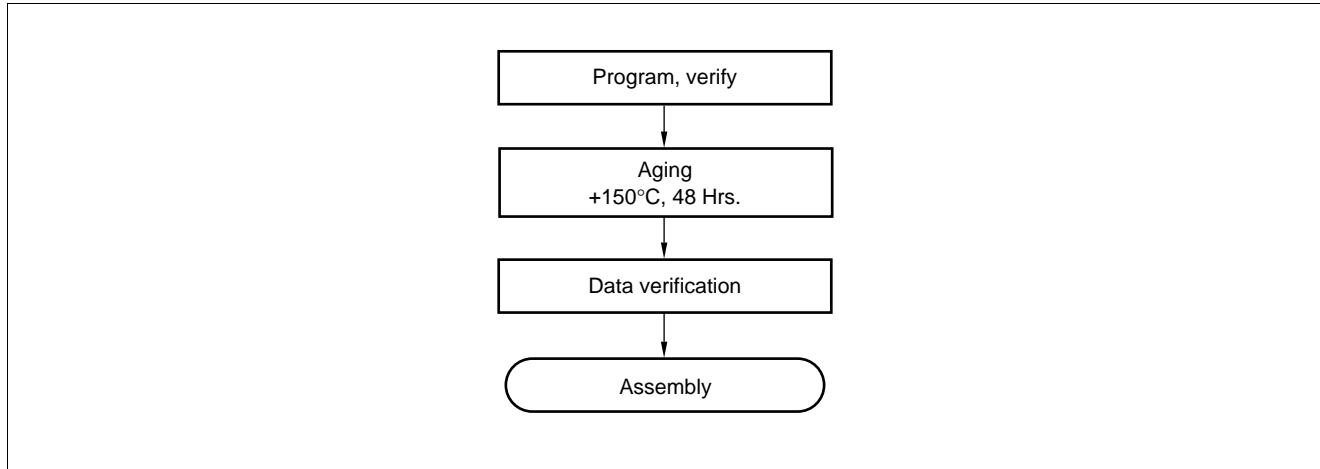 Program, verify
Aging
+150°C, 48 Hrs.
Data verification
Assembly